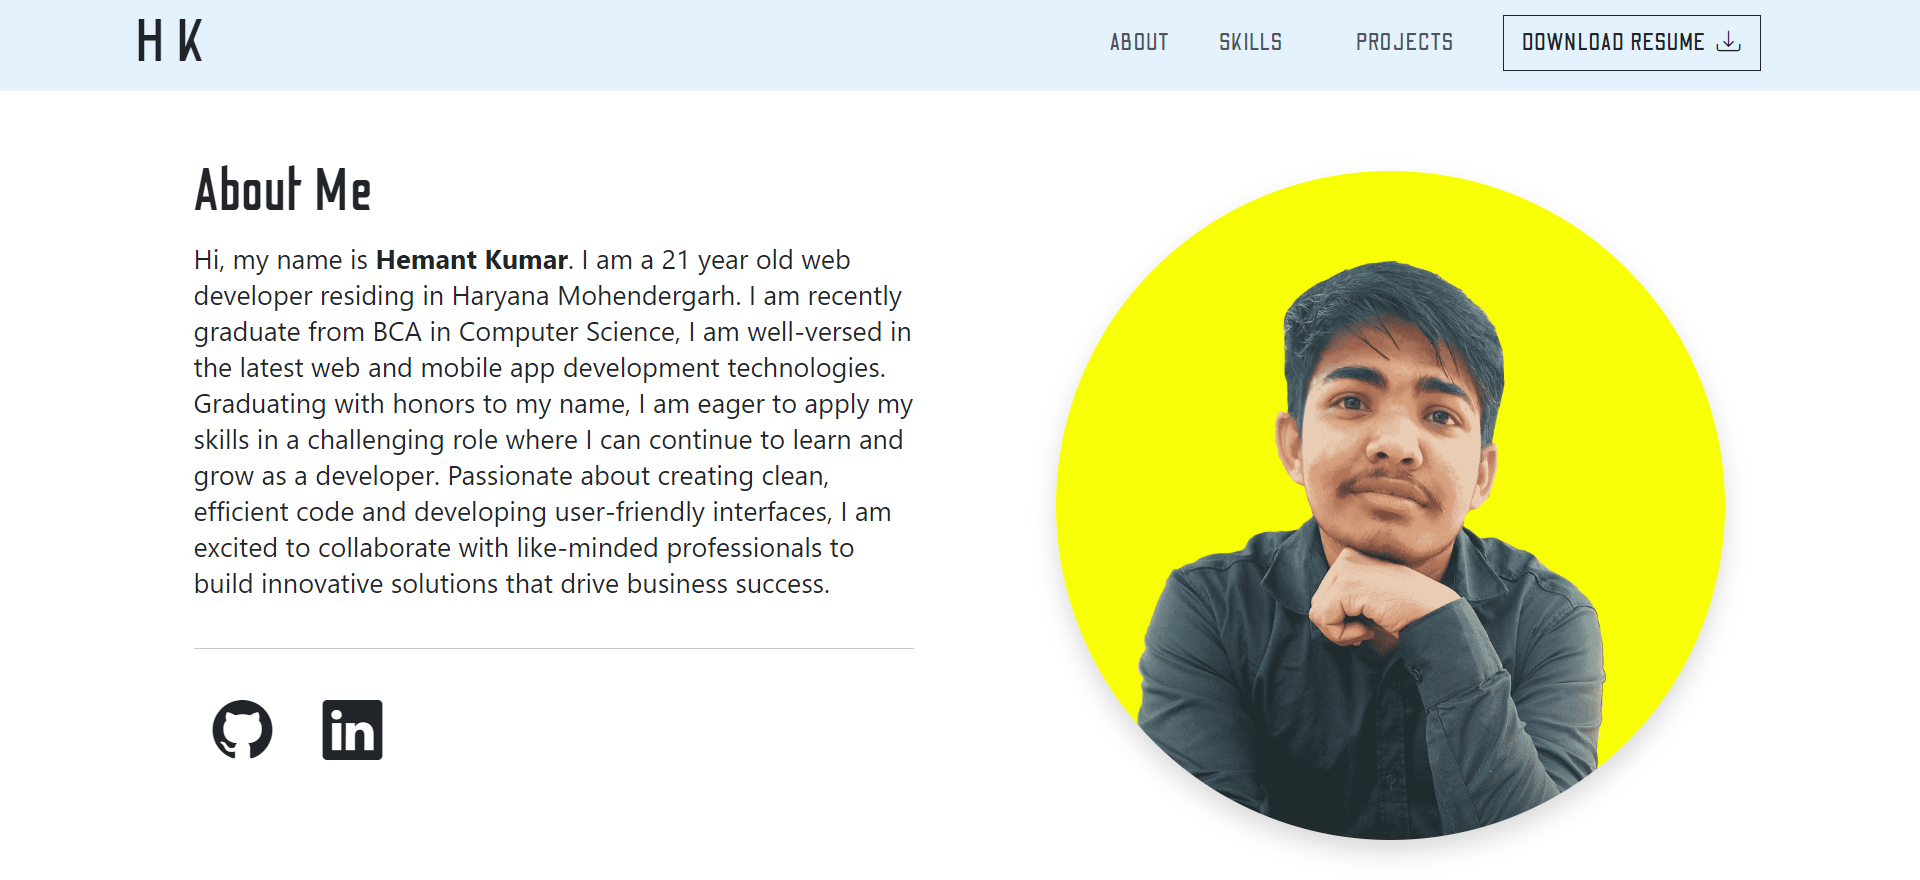 H K
ABOUT
SKILLS
PROJECTS
DOWNLOAD RESUME
About Me
Hi, my name is Hemant Kumar. I am a 21 year old web
developer residing in Haryana Mohendergarh. I am recently
graduate from BCA in Computer Science, I am well-versed in
the latest web and mobile app development technologies.
Graduating with honors to my name, I am eager to apply my
skills in a challenging role where I can continue to learn and
grow as a developer. Passionate about creating clean,
efficient code and developing user-friendly interfaces, I am
excited to collaborate with like-minded professionals to
build innovative solutions that drive business success.
in